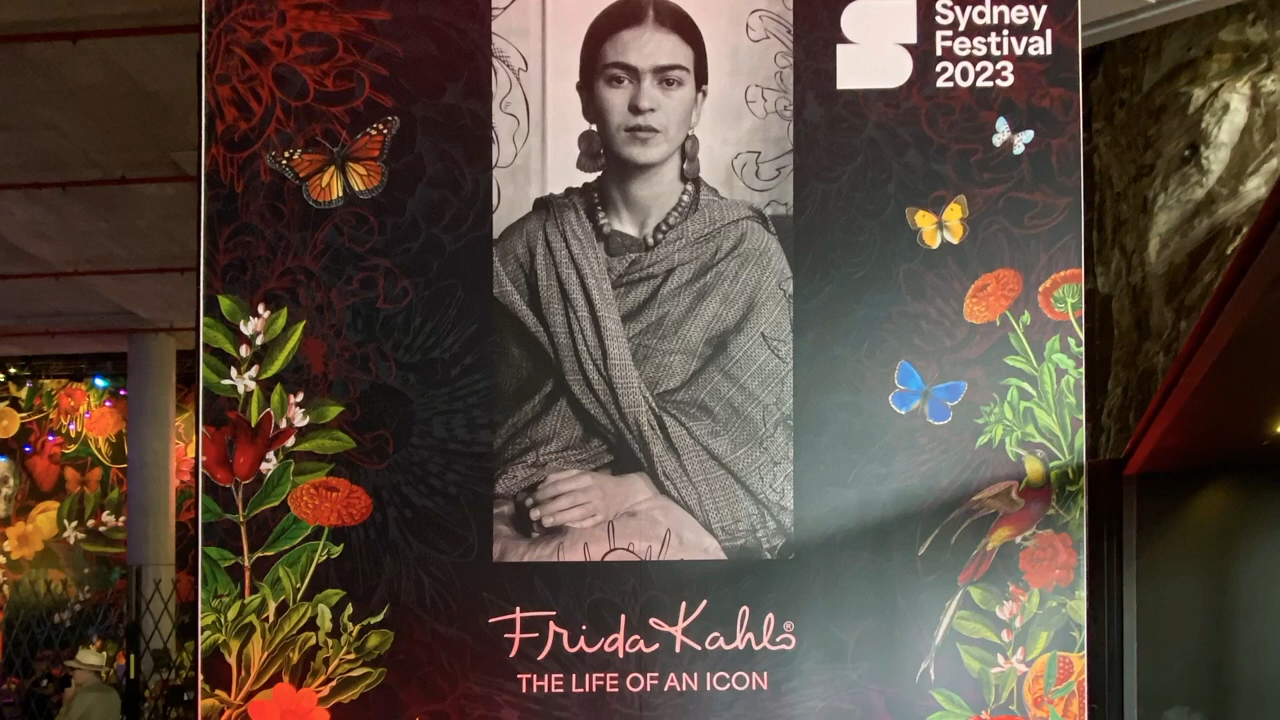 Sydney
Festival
2023
Frida Kahlo®
THE LIFE OF AN ICON